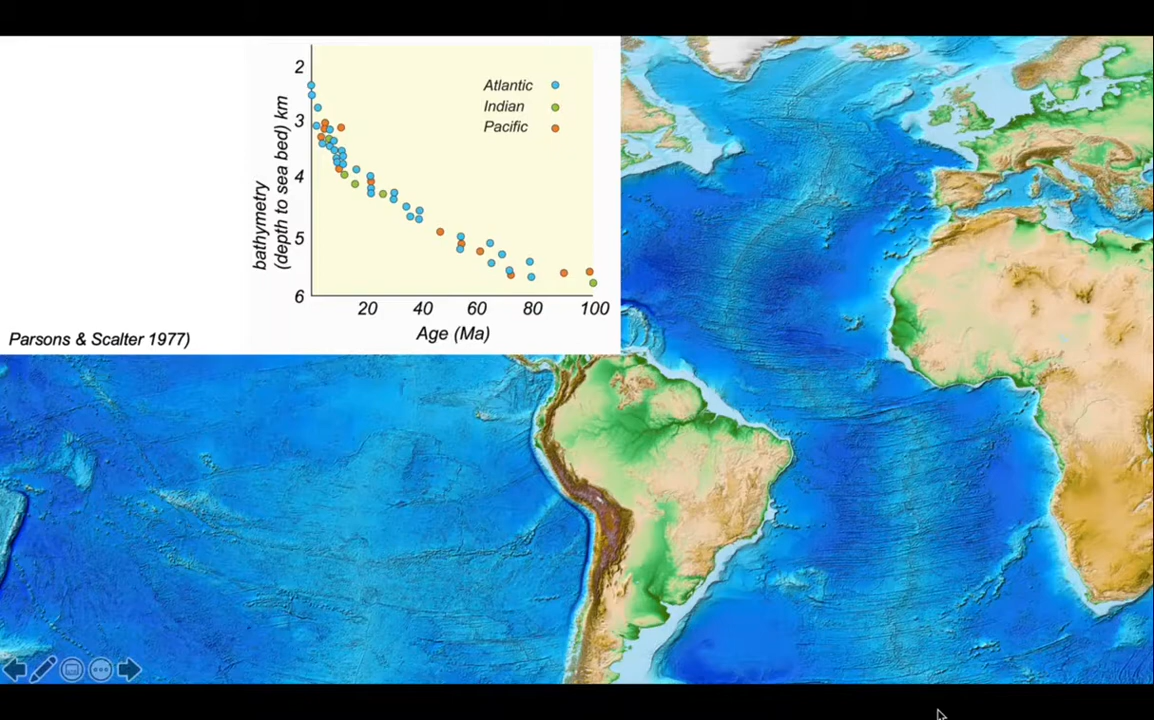 2
3
4
5
6
bathymetry
(depth to sea bed) km
Atlantic
Indian
Pacific
20 40 60 80 100
Age (Ma)
Parsons & Scalter 1977)